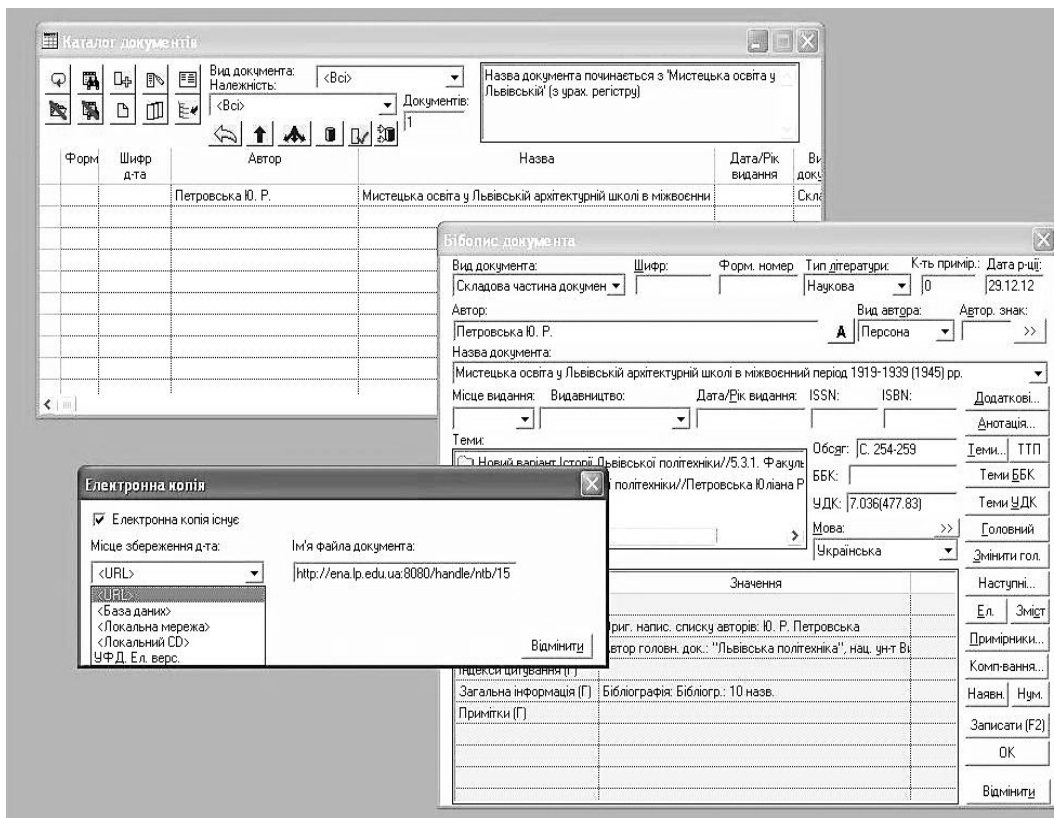 Каталог документів
Вид документа:
Належність:
<Всі>
<Всі>
Документів:
1
Назва документа починається з 'Мистецька освіта у
Львівській' (з урах. регістру)
Форм
Шифр
д-та
Автор
Назва
Дата/Рік
видання
Ви
доку
Петровська Ю. Р.
Мистецька освіта у Львівській архітектурній школі в міжвоєнни
Скла
Бібопис документа
Вид документа:
Шифр:
Форм. номер
Тип літератури:
К-ть примір.:
Дата р-ції:
Складова частина докумен
Наукова
0
29.12.12
Автор:
Вид автора:
Автор. знак:
Петровська Ю. Р.
А
Персона
>>
Назва документа:
Мистецька освіта у Львівській архітектурній школі в міжвоєнний період 1919-1939 (1945) рр.
Місце видання:
Видавництво:
Дата/Рік видання:
ISSN:
ISBN:
Додаткові...
Анотація...
Теми:
Обсяг:
С. 254-259
Теми...
ТТП
Новий варіант Історії Львівської політехніки//5.3.1. Факуль
ї політехніки//Петровська Юліана Р
ББК:
Теми ББК
УДК:
7.036(477.83)
Теми УДК
Мова:
>>
Головний
Українська
Змінити гол.
Значення
Наступні...
Ел.
Зміст
Ориг. напис. списку авторів: Ю. Р. Петровська
Примірники...
Автор головн. док.: "Львівська політехніка", нац. ун-т Ви
Індекси цитування (Г)
Комп-вання...
Загальна інформація (Г)
Бібліографія: Бібліогр.: 10 назв.
Наявн.
Нум.
Примітки (Г)
Записати (F2)
ОК
Відмінити
Електронна копія
Електронна копія існує
Місце збереження д-та:
Ім'я файла документа:
<URL>
http://ena.lp.edu.ua:8080/handle/ntb/15
<URL>
<База даних>
<Локальна мережа>
<Локальний CD>
УФД. Ел. верс.
Відмінити